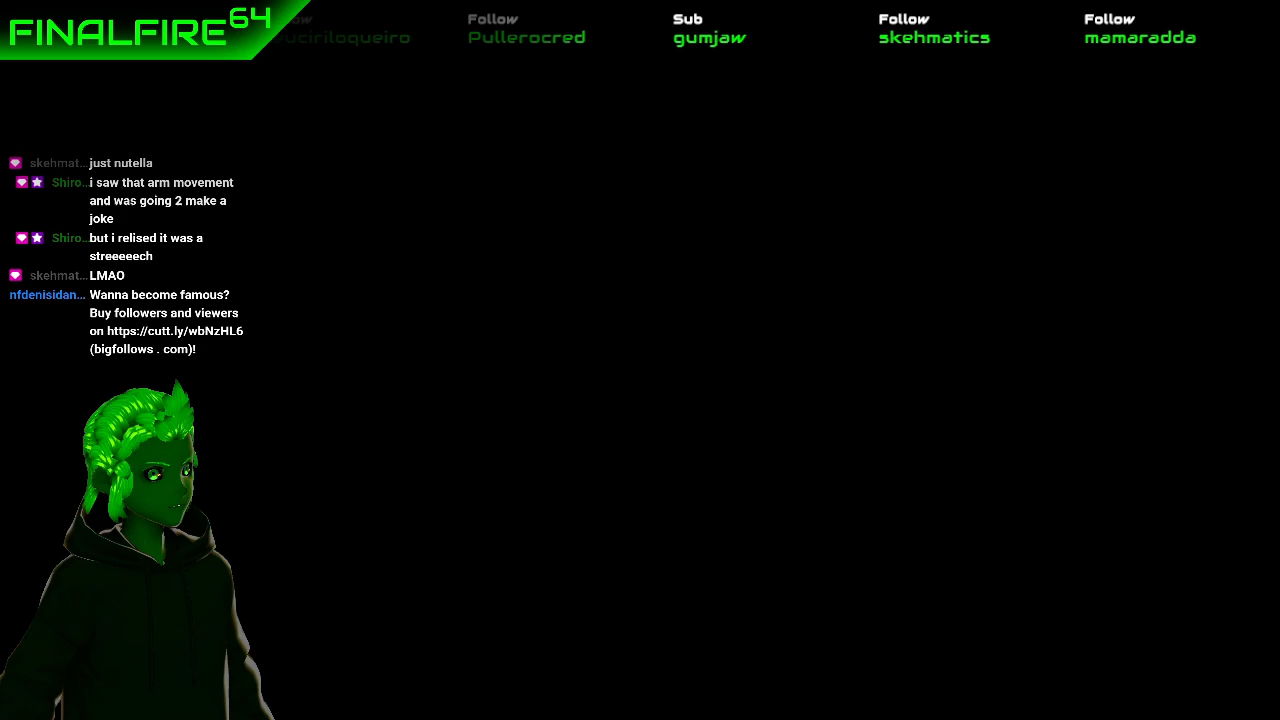 FINALFIRE64
Follow Follow Sub Follow Follow
Pullerocred gumjaw skehmatics mamaradda
skehmat... just nutella
Shiro... i saw that arm movement
and was going 2 make a
joke
Shiro... but i relised it was a
streeeeech
skehmat... LMAO
nfdenisidan... Wanna become famous?
Buy followers and viewers
on https://cutt.ly/wbNzHL6
(bigfollows . com)!